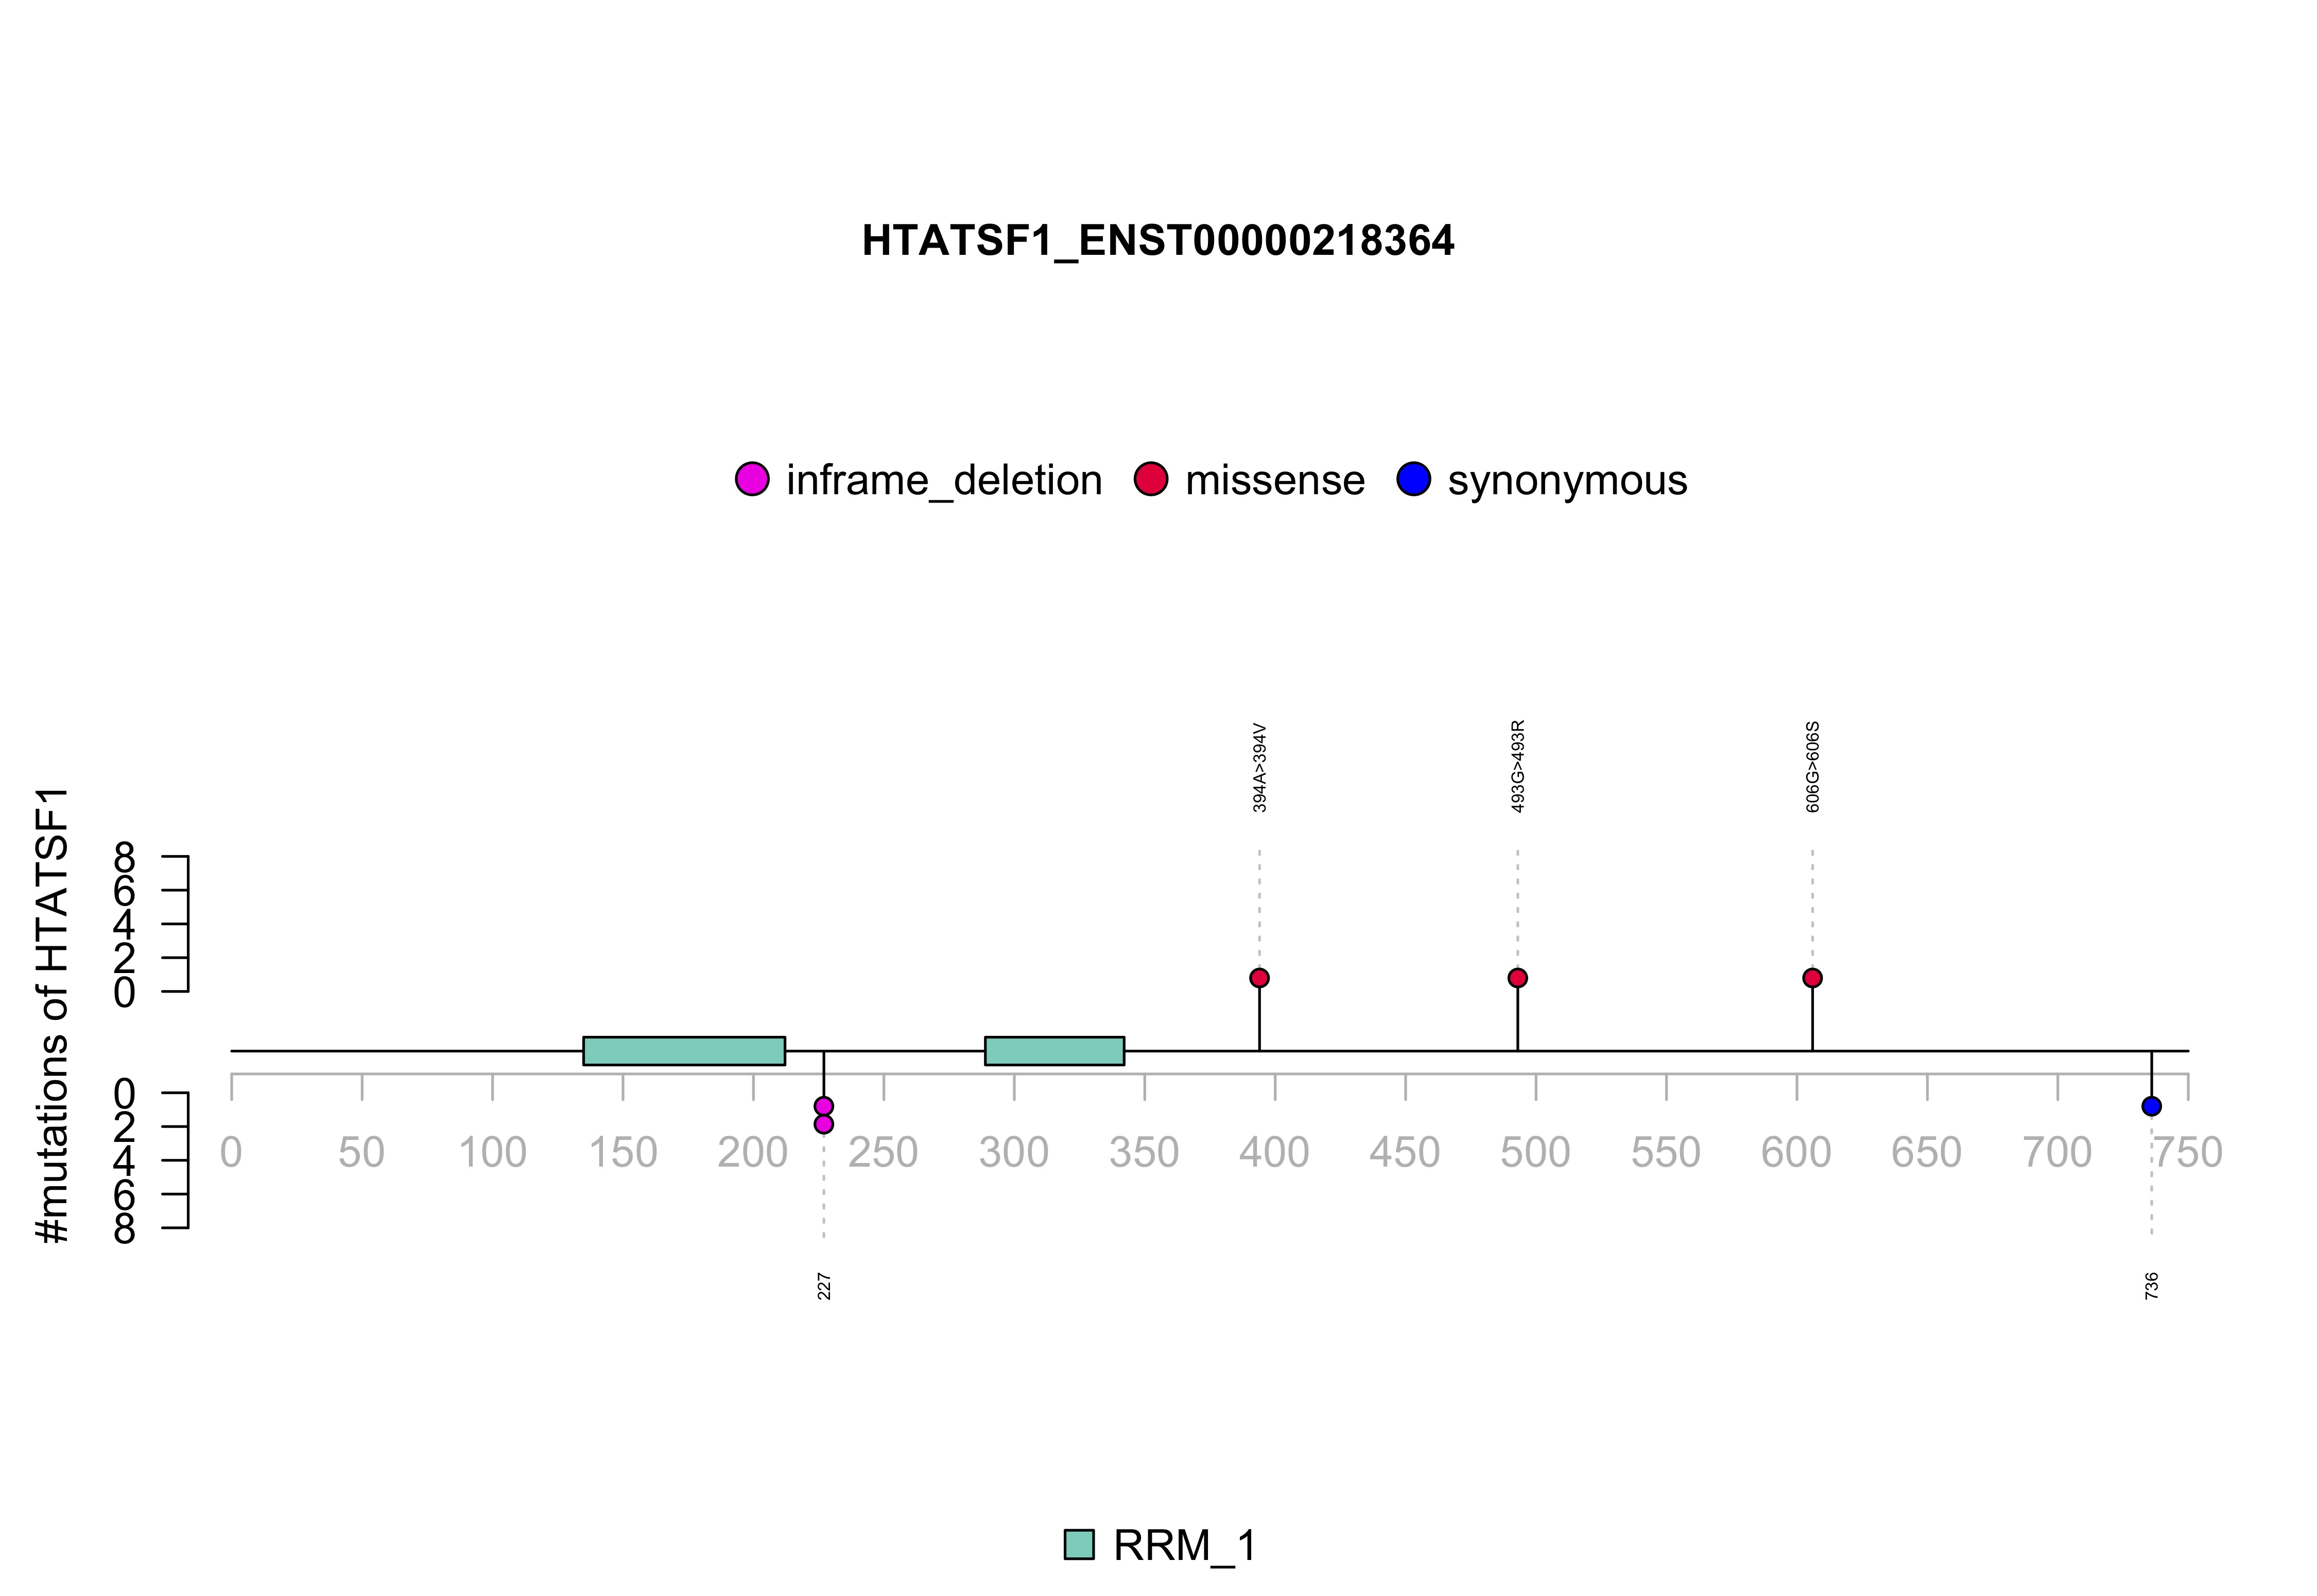 HTATSF1_ENST00000218364
inframe_deletion missense synonymous
394A>394V 493G>493R 606G>606S
#mutations of HTATSF1
8
6
4
2
0
0
2
4
6
8
0 50 100 150 200 250 300 350 400 450 500 550 600 650 700 750
227 736
RRM_1